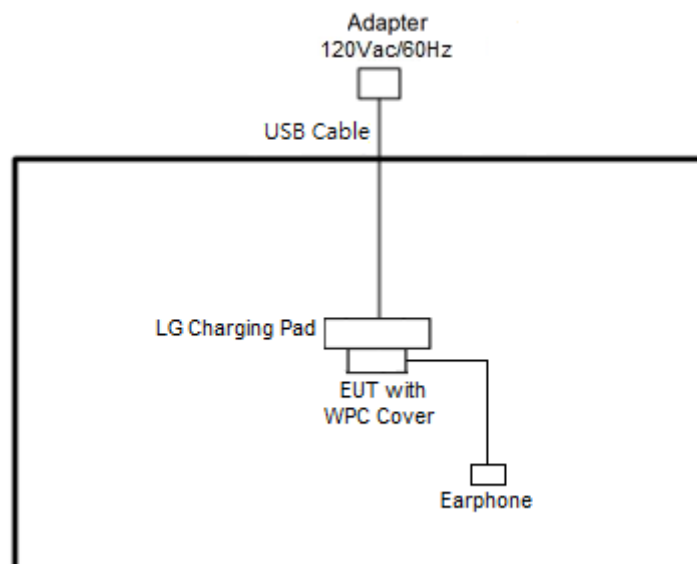 Adapter
120Vac/60Hz
USB Cable
LG Charging Pad
EUT with
WPC Cover
Earphone